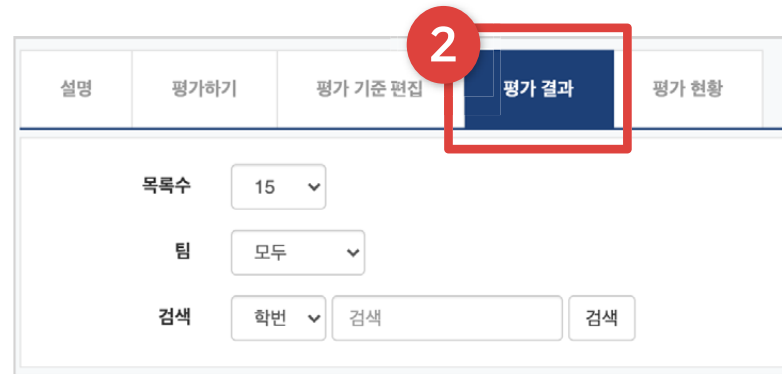 2
설명 평가하기 평가 기준 편집 평가 결과 평가 현황
목록수 15
팀 모두
검색 학번 검색 검색